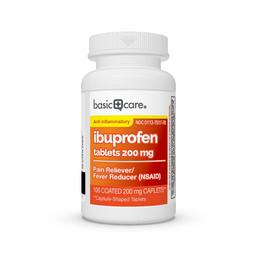 basic care®
Anti-inflammatory
ibuprofen
tablets 200 mg
Pain Reliever/
Fever Reducer (NSAID)
100 COATED 200 mg CAPLETS**
**Capsule-Shaped Tablets